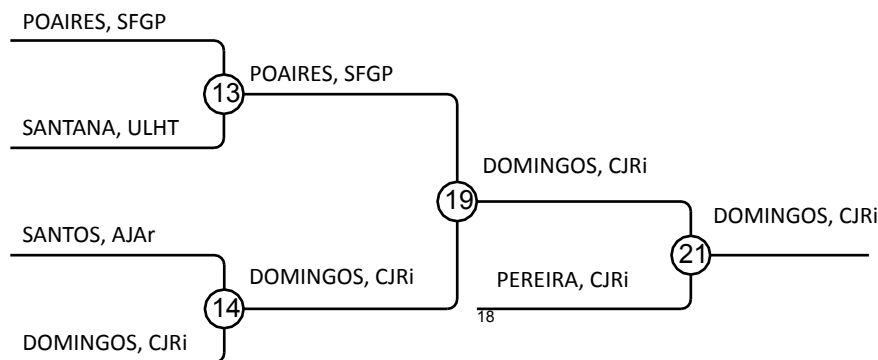 POAIRES, SFGP
13
POAIRES, SFGP
SANTANA, ULHT
19
DOMINGOS, CJRi
DOMINGOS, CJRi
SANTOS, AJAr
21
14
DOMINGOS, CJRi
PEREIRA, CJRi
18
DOMINGOS, CJRi